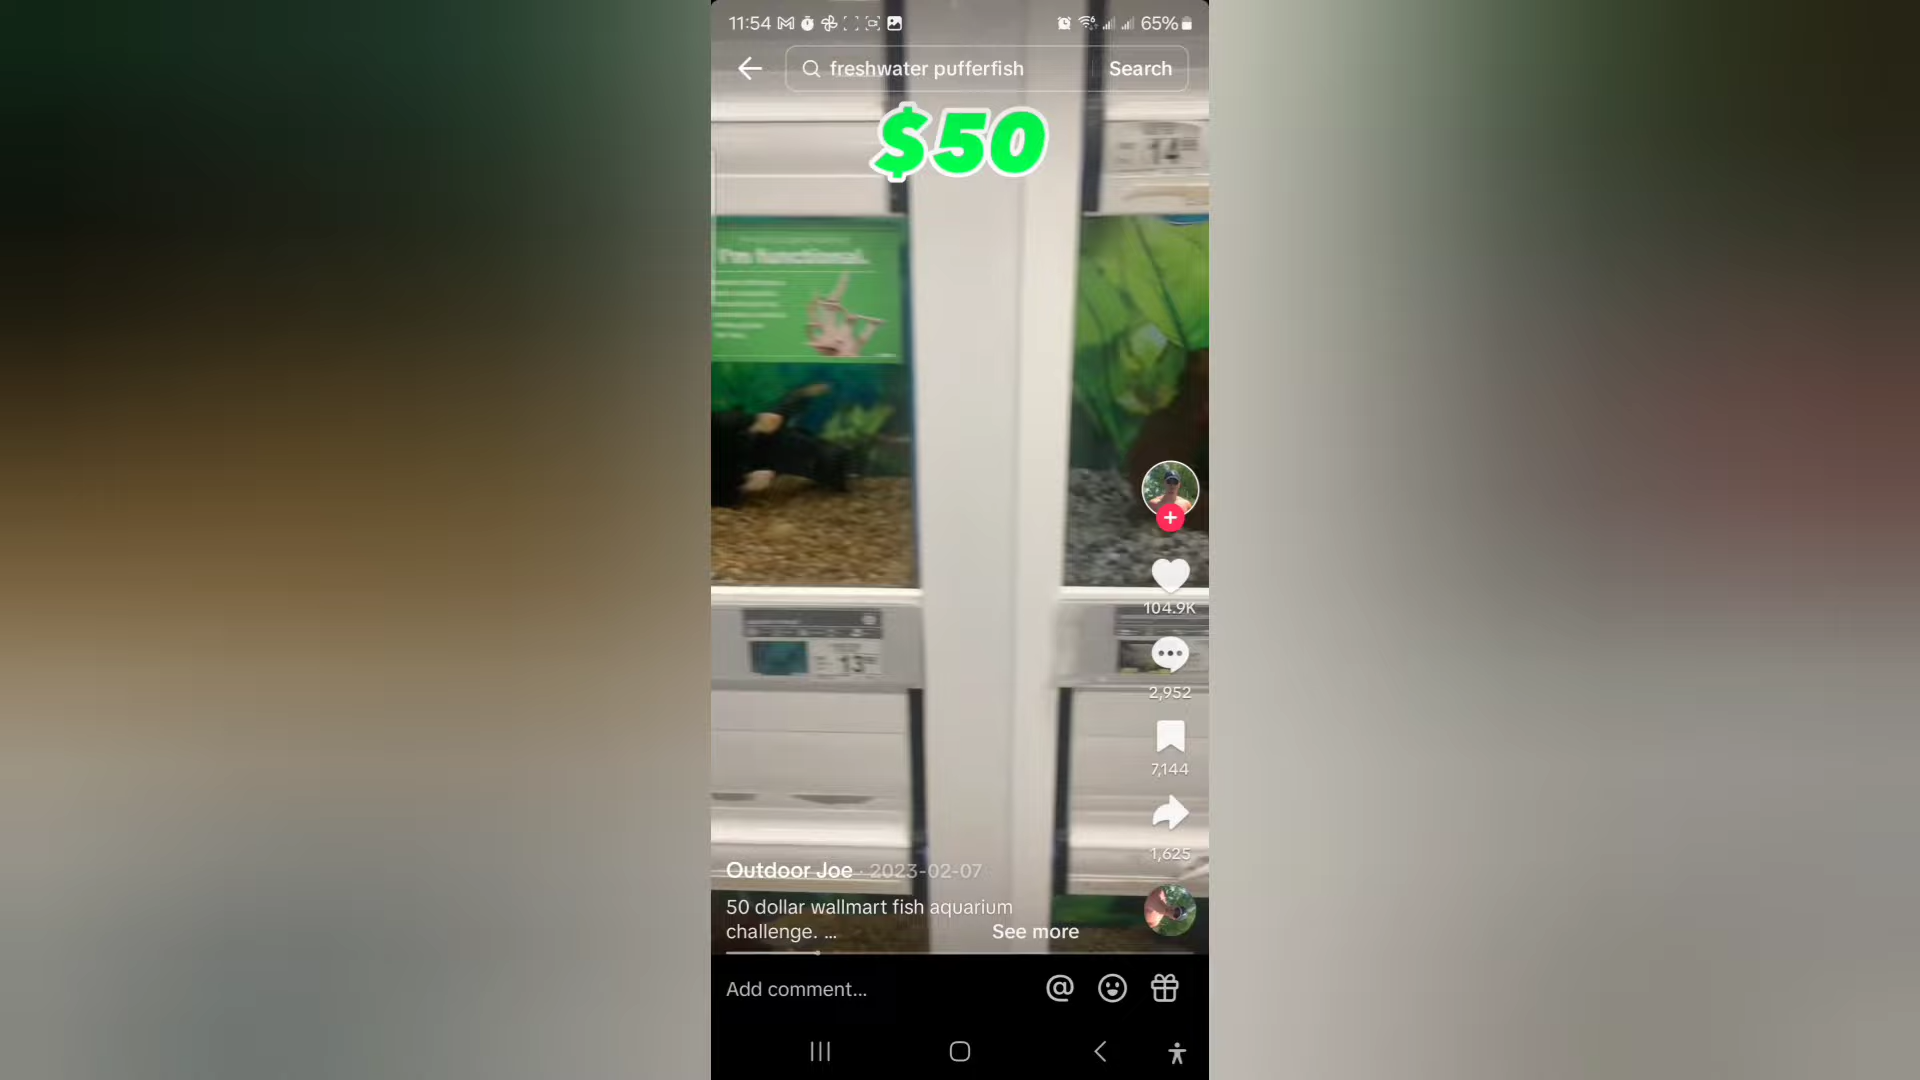 11:54
65%
freshwater pufferfish
Search
$50
14
I'm functional.
13
104.9K
2,952
7,144
1,625
Outdoor Joe · 2023-02-07
50 dollar wallmart fish aquarium
challenge. ...
See more
Add comment...